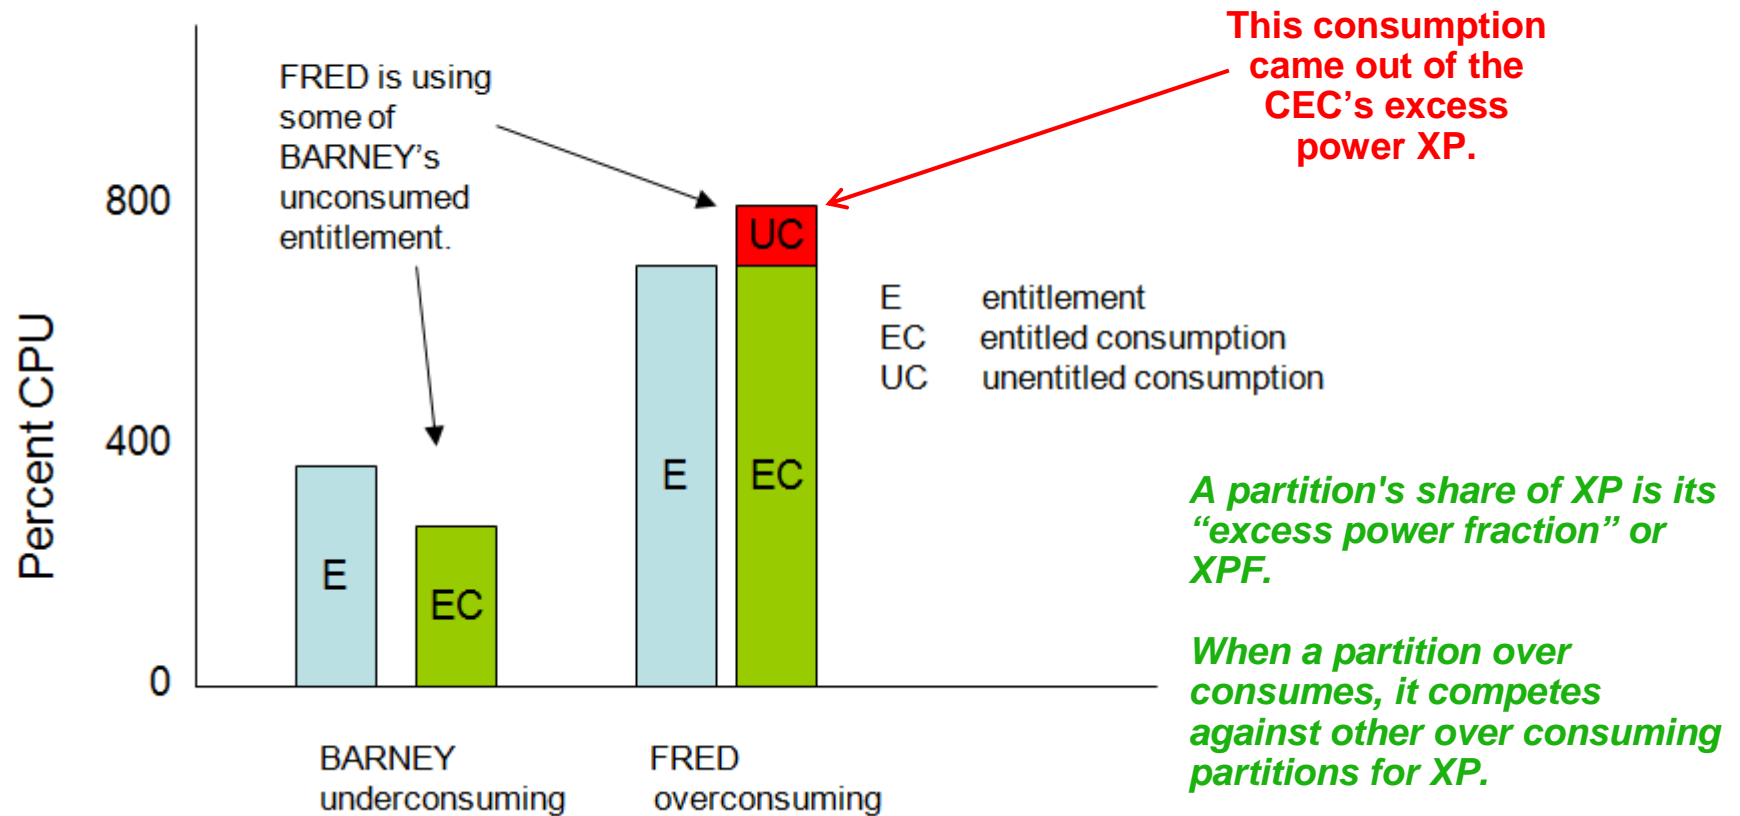 This consumption
came out of the
CEC’s excess
power XP.
FRED is using
some of
BARNEY’s
unconsumed
entitlement.
Percent CPU
800
400
0
E
EC
E
UC
EC
E entitlement
EC entitled consumption
UC unentitled consumption
A partition's share of XP is its
“excess power fraction” or
XPF.
When a partition over
consumes, it competes
against other over consuming
partitions for XP.
BARNEY
underconsuming
FRED
overconsuming